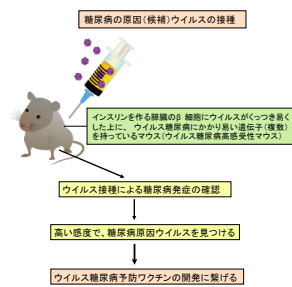 糖尿病の原因(候補)ウイルスの接種
インスリンを作る膵臓のβ 細胞にウイルスがくっつき易く
した上に、 ウイルス糖尿病にかかり易い遺伝子(複数)
を持っているマウス(ウイルス糖尿病高感受性マウス)
ウイルス接種による糖尿病発症の確認
高い感度で、糖尿病原因ウイルスを見つける
ウイルス糖尿病予防ワクチンの開発に繋げる